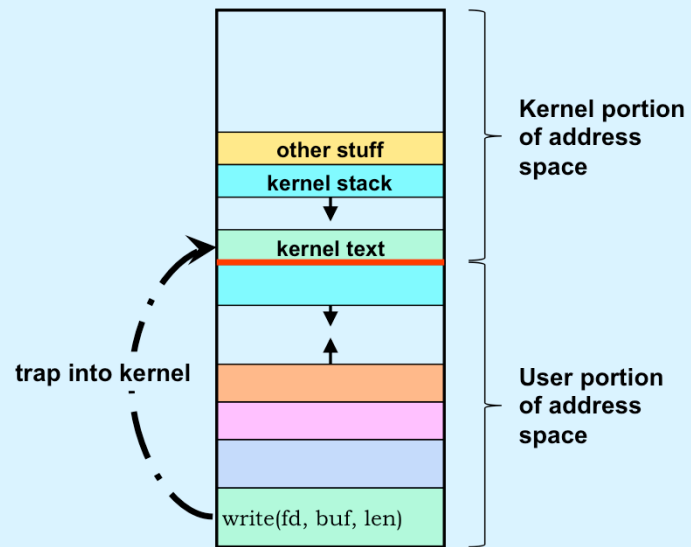 Kernel portion
of address
space
other stuff
kernel stack
kernel text
trap into kernel
User portion
of address
space
write(fd, buf, len)